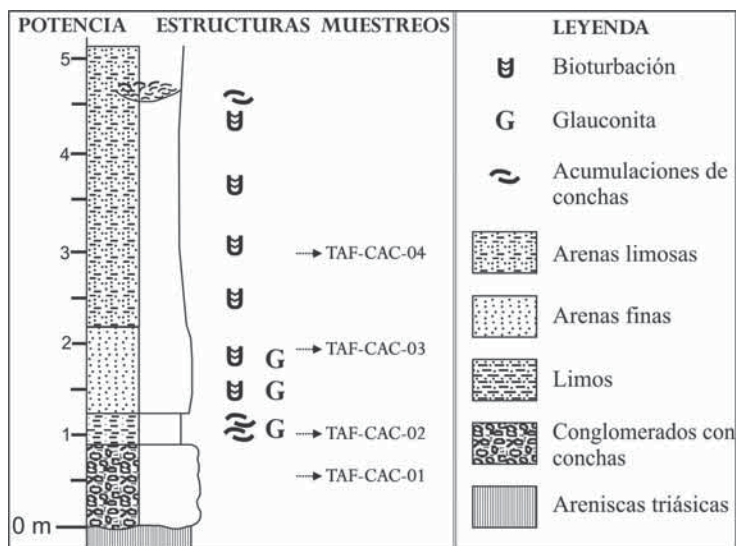 POTENCIA ESTRUCTURAS MUESTREOS
5
4
3
2
1
0 m
G
G
G
TAF-CAC-04
TAF-CAC-03
TAF-CAC-02
TAF-CAC-01
LEYENDA
Bioturbación
G Glauconita
Acumulaciones de
conchas
Arenas limosas
Arenas finas
Limos
Conglomerados con
conchas
Areniscas triásicas